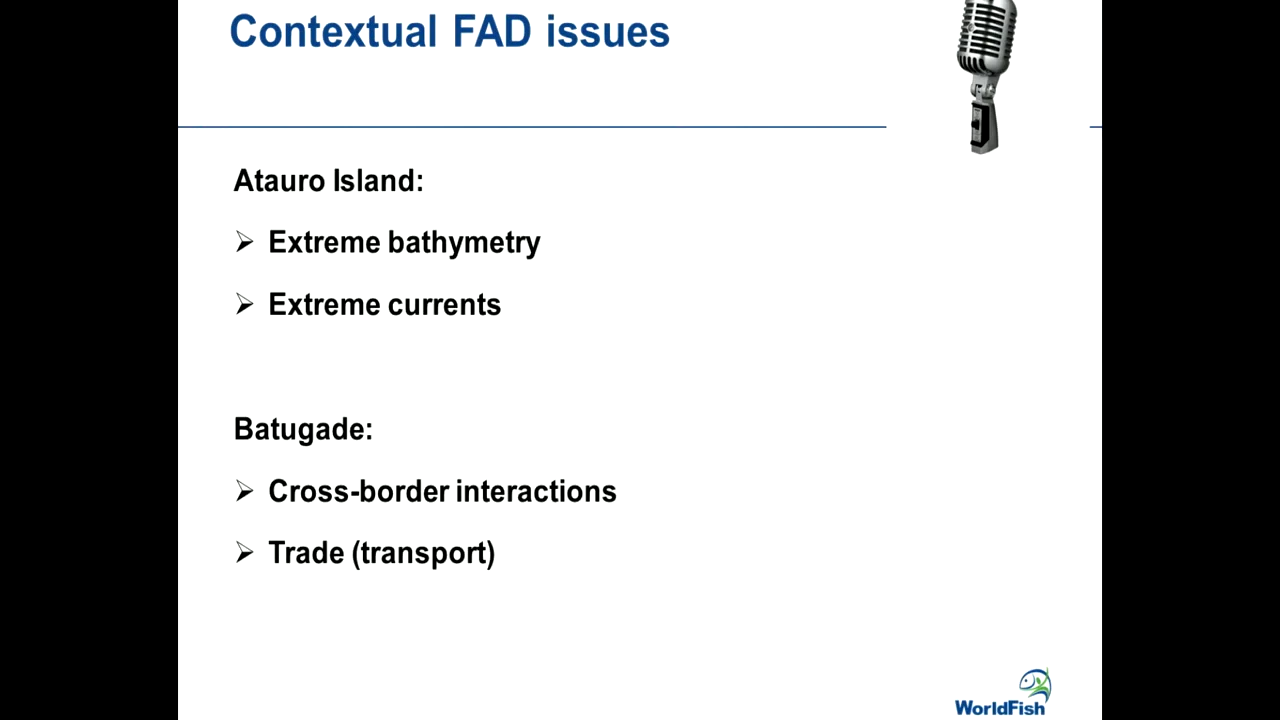 Contextual FAD issues
Atauro Island:
Extreme bathymetry
Extreme currents
Batugade:
Cross-border interactions
Trade (transport)
WorldFish